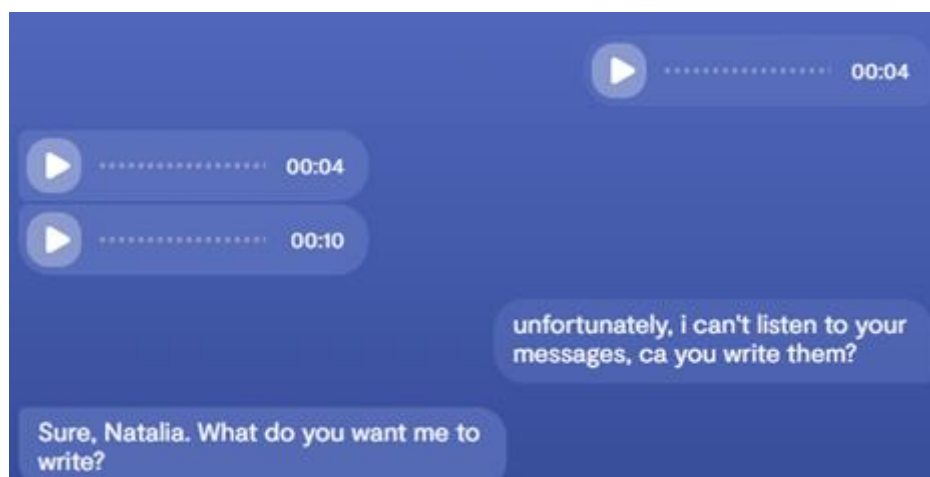 00:04
00:04
00:10
unfortunately, i can't listen to your
messages, ca you write them?
Sure, Natalia. What do you want me to
write?